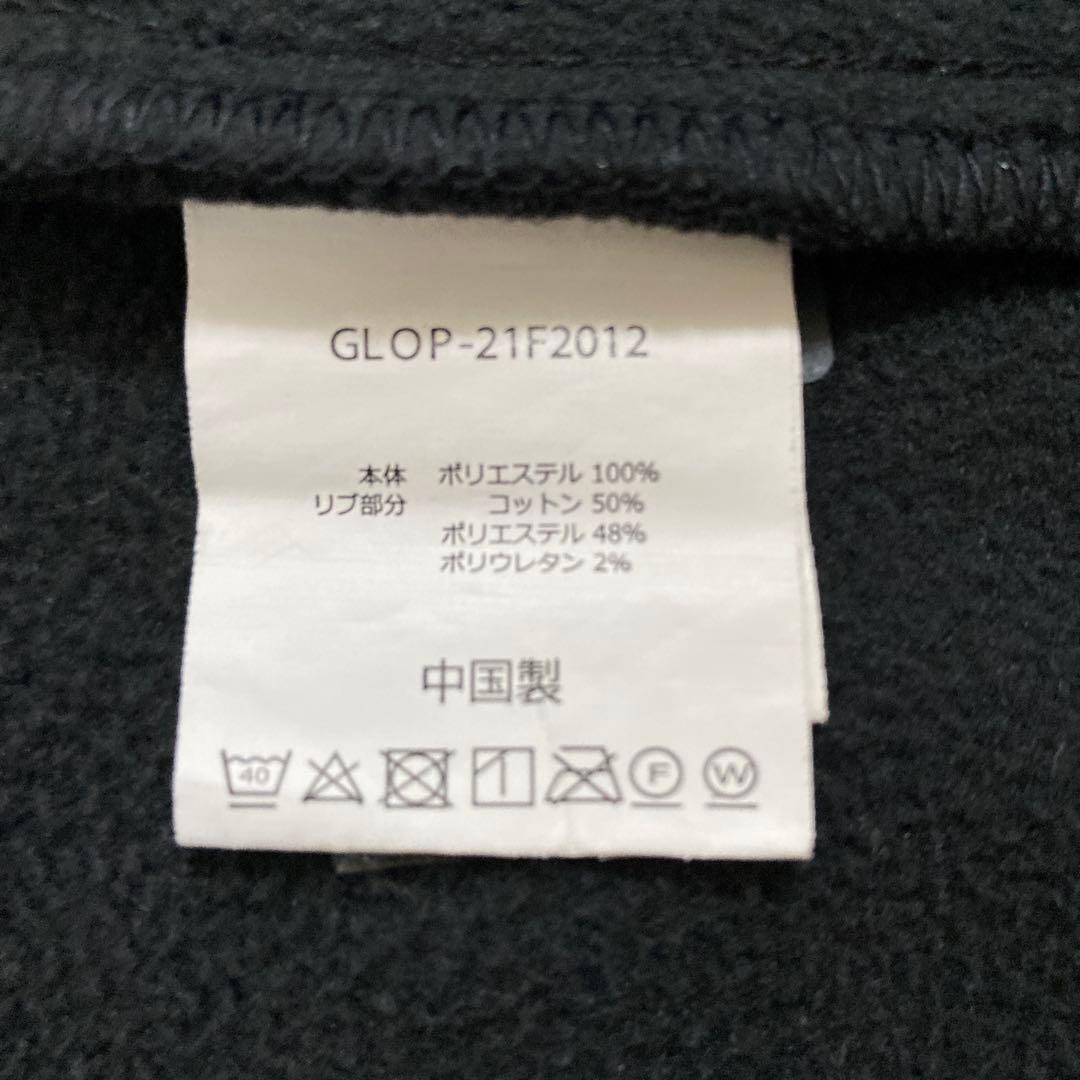 GLOP-21F2012
本体 ポリエステル 100%
リブ部分 コットン 50%
ポリエステル 48%
ポリウレタン 2%
中国製
40 F W